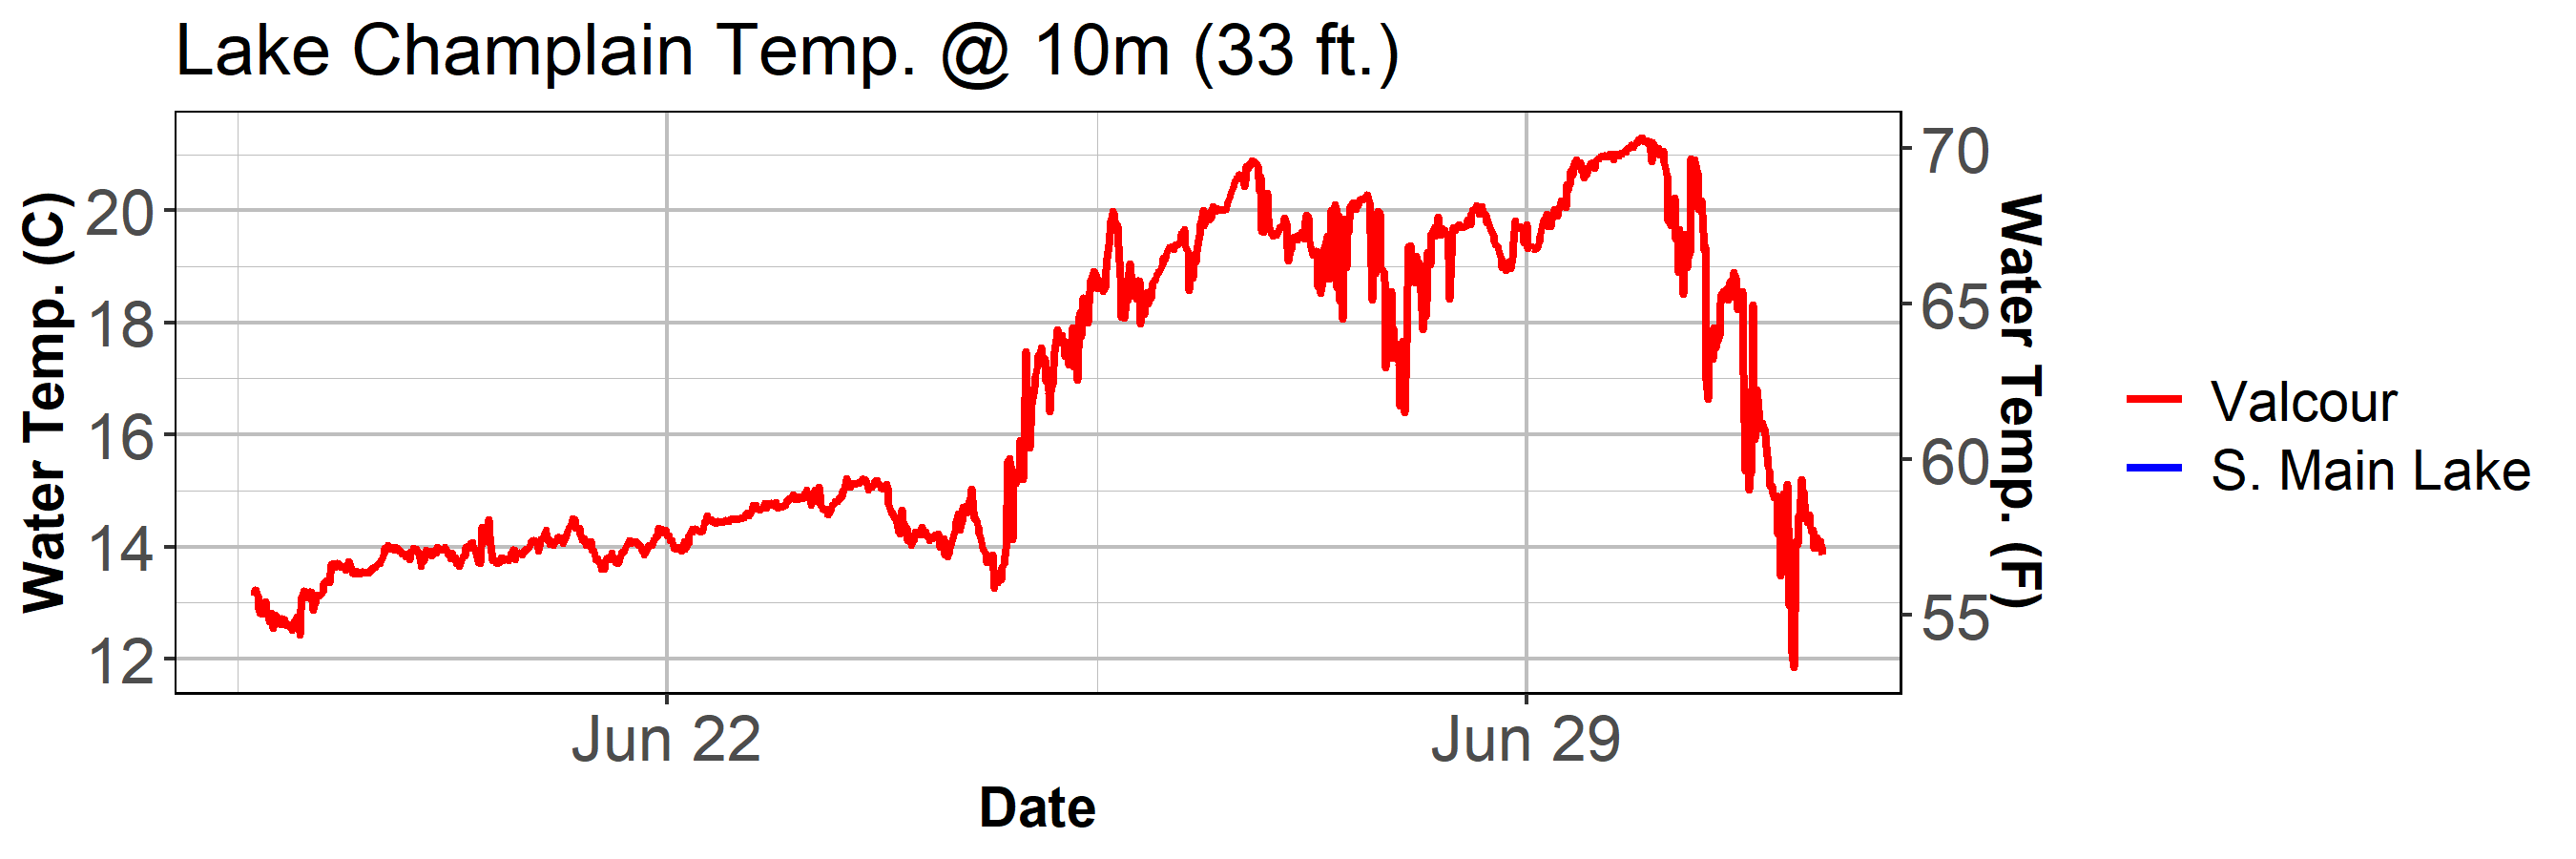 Lake Champlain Temp. @ 10m (33 ft.)
Water Temp. (C)
20
18
16
14
12
70
65
60
55
Water Temp. (F)
Jun 22
Jun 29
Date
Valcour
S. Main Lake